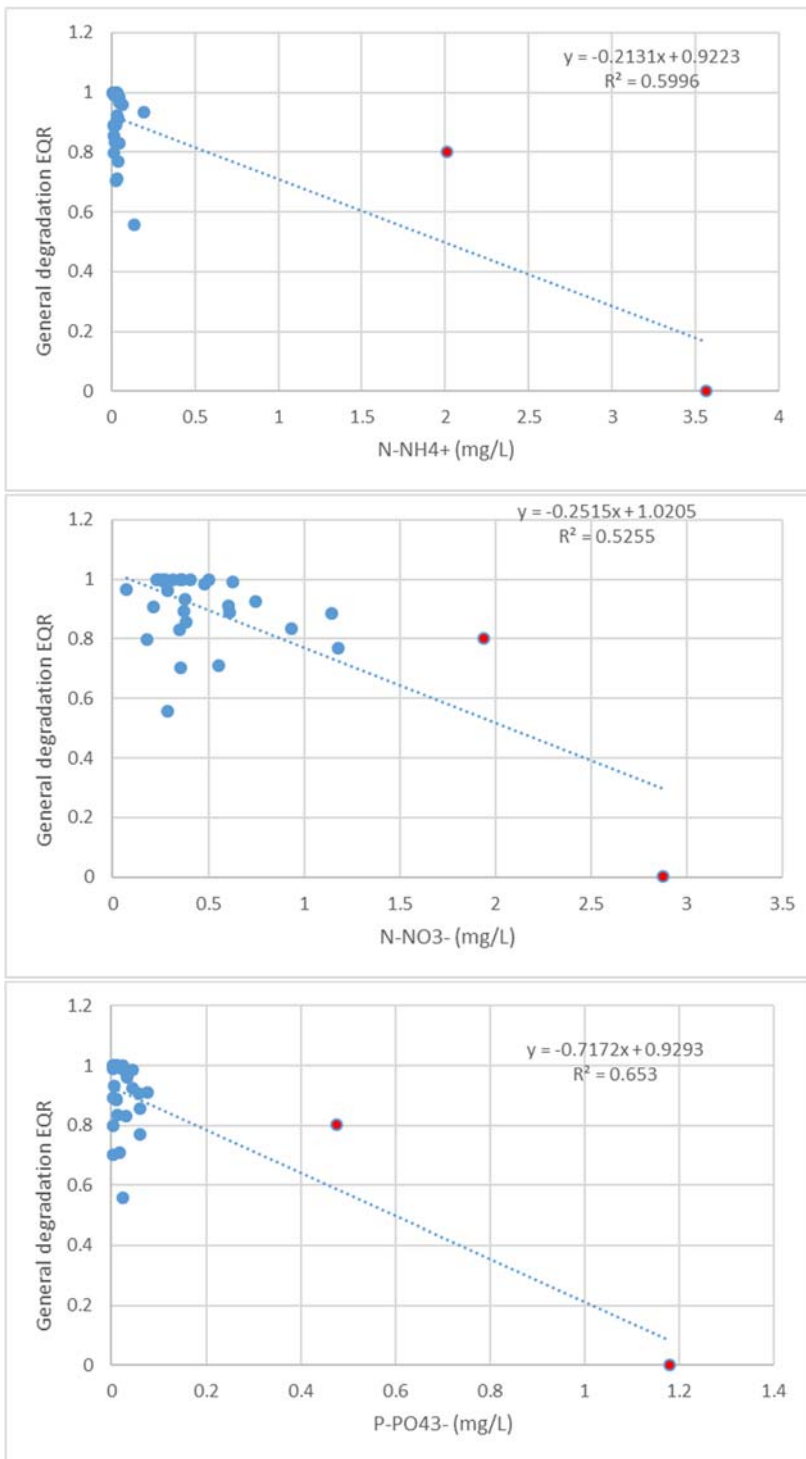 1.2
y = -0.2131x + 0.9223
R² = 0.5996
1
0.8
0.6
0.4
0.2
0
General degradation EQR
0 0.5 1 1.5 2 2.5 3 3.5 4
N-NH4+ (mg/L)
y = -0.2515x + 1.0205
R² = 0.5255
1.2
1
0.8
0.6
0.4
0.2
0
General degradation EQR
0 0.5 1 1.5 2 2.5 3 3.5
N-NO3- (mg/L)
1.2
y = -0.7172x + 0.9293
R² = 0.653
1
0.8
0.6
0.4
0.2
0
General degradation EQR
0 0.2 0.4 0.6 0.8 1 1.2 1.4
P-PO43- (mg/L)